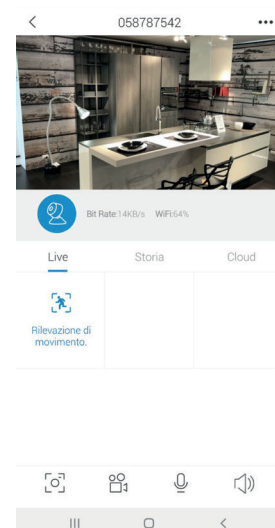 058787542
Bit Rate:14KB/s WiFi:64%
Live Storia Cloud
Rilevazione di
movimento.